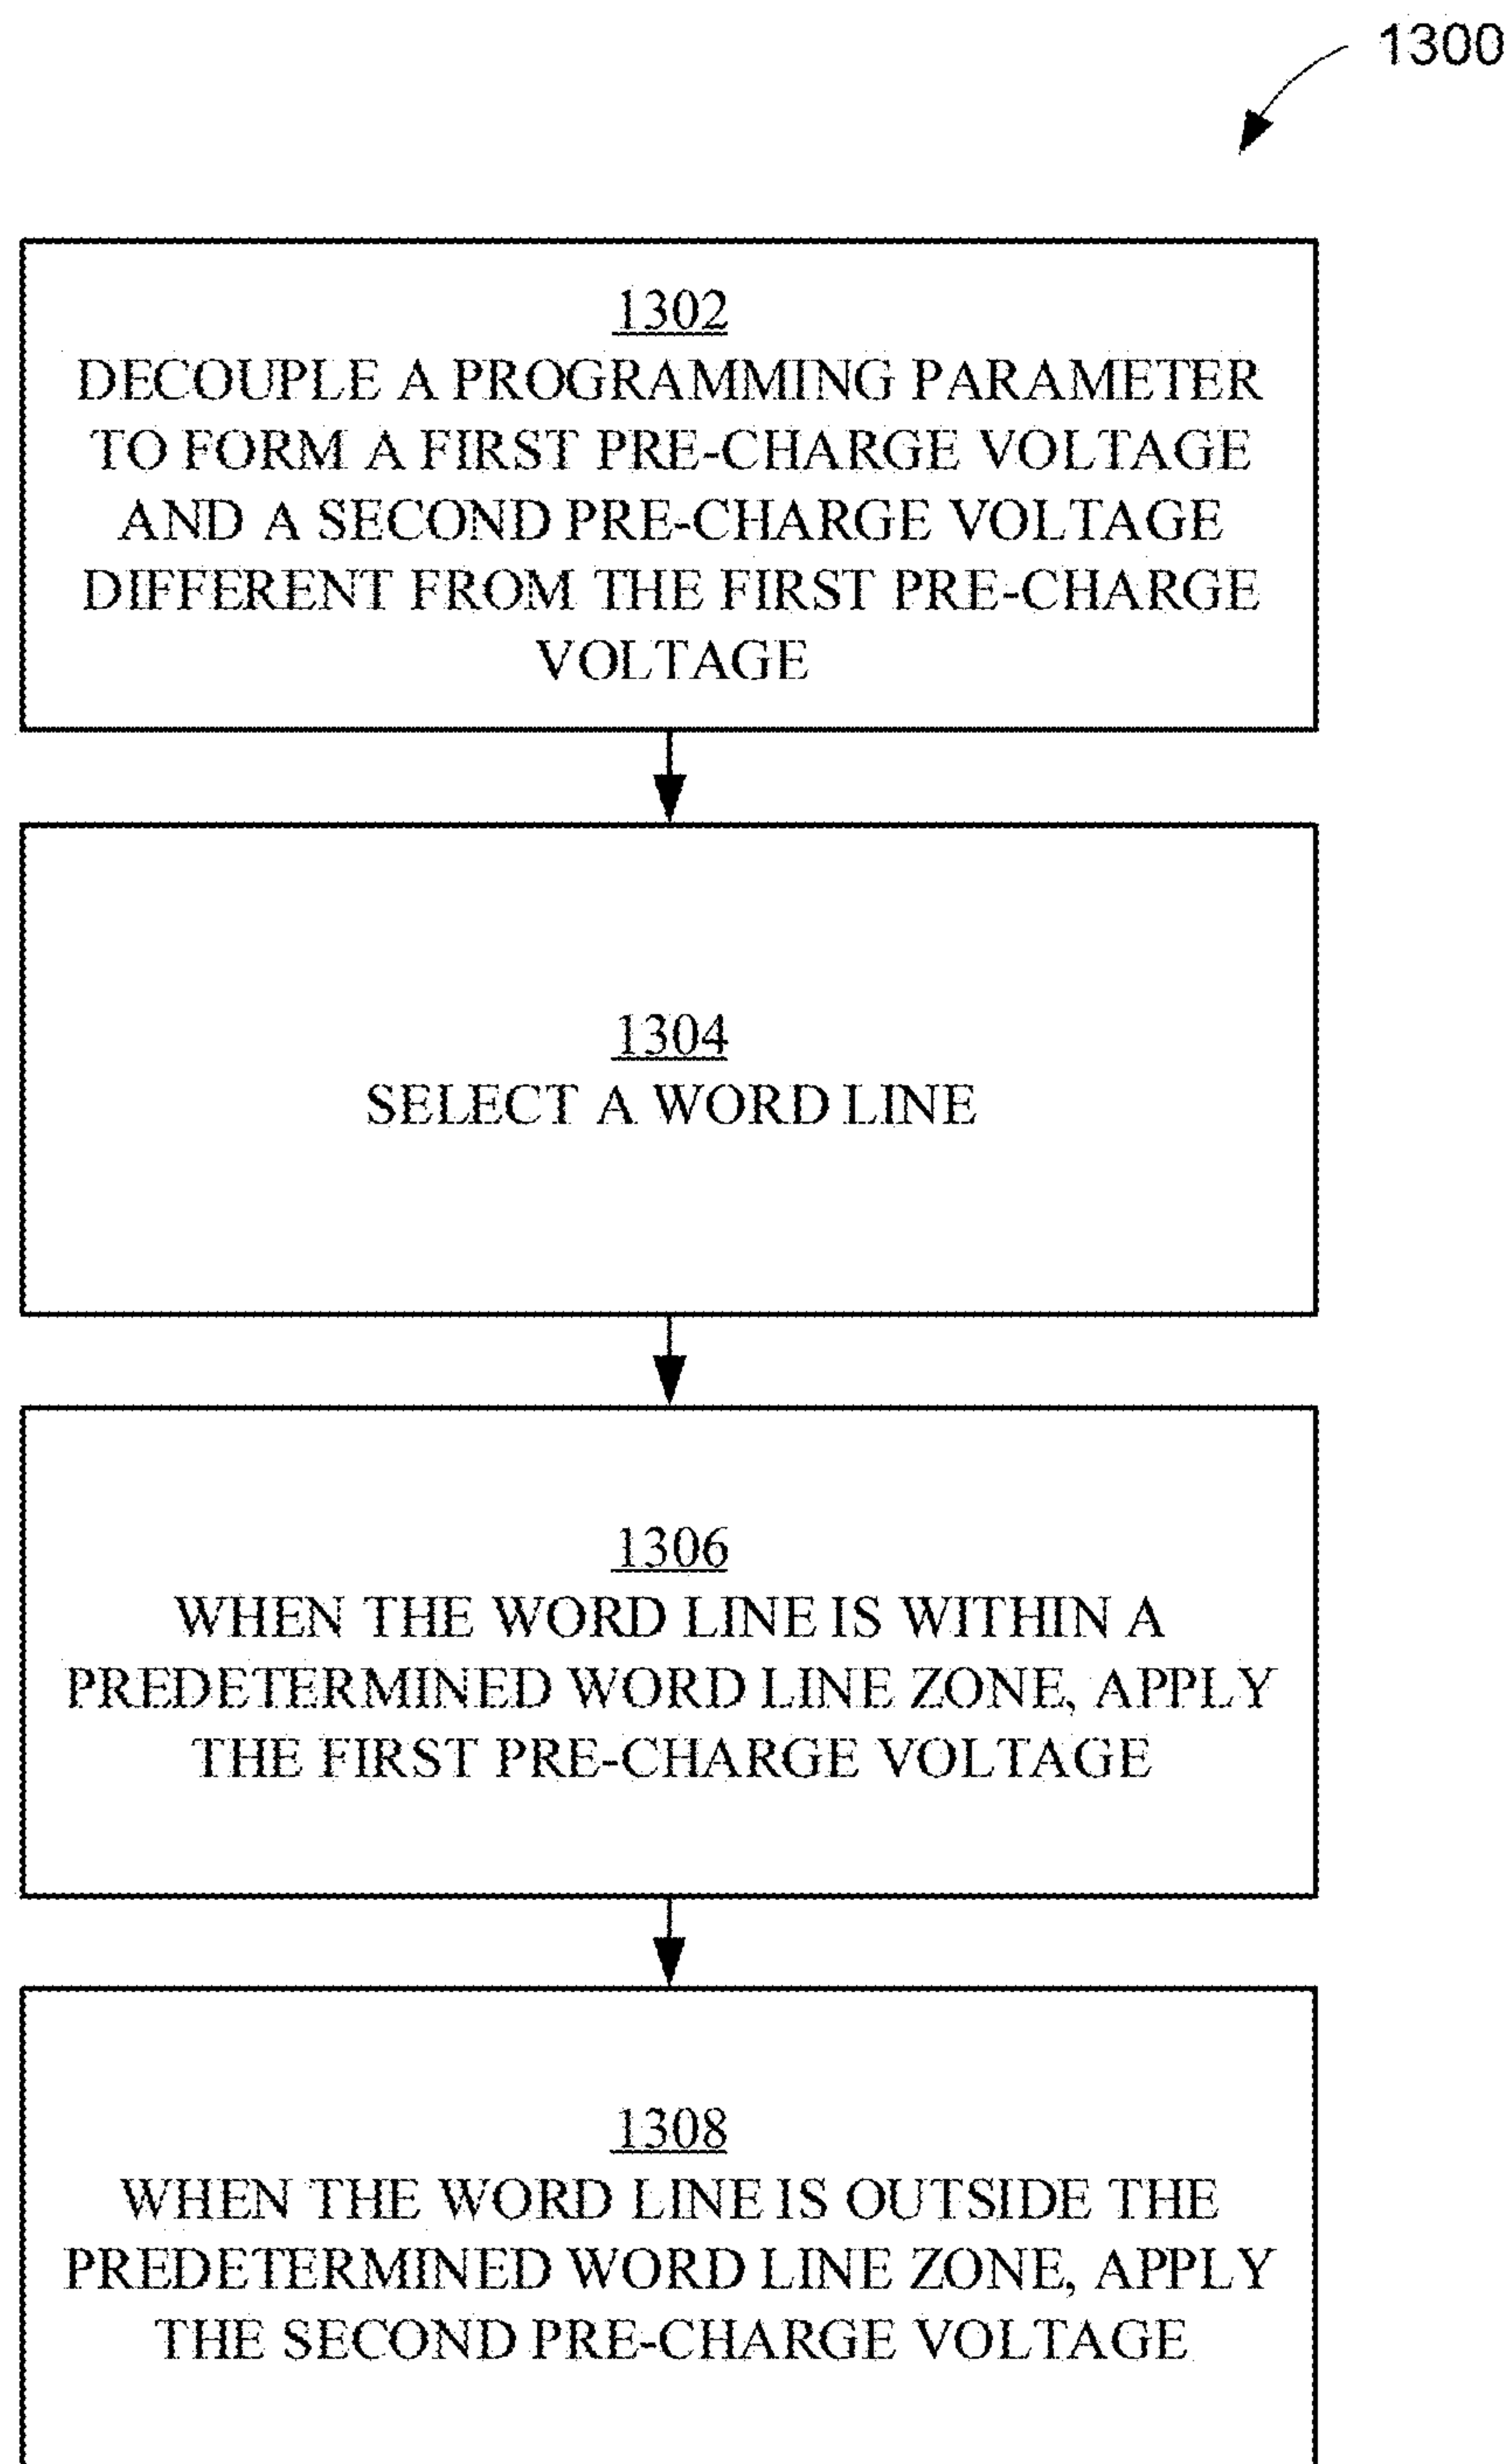 1300
1302
DECOUPLE A PROGRAMMING PARAMETER
TO FORM A FIRST PRE-CHARGE VOLTAGE
AND A SECOND PRE-CHARGE VOLTAGE
DIFFERENT FROM THE FIRST PRE-CHARGE
VOLTAGE
1304
SELECT A WORD LINE
1306
WHEN THE WORD LINE IS WITHIN A
PREDETERMINED WORD LINE ZONE, APPLY
THE FIRST PRE-CHARGE VOLTAGE
1308
WHEN THE WORD LINE IS OUTSIDE THE
PREDETERMINED WORD LINE ZONE, APPLY
THE SECOND PRE-CHARGE VOLTAGE